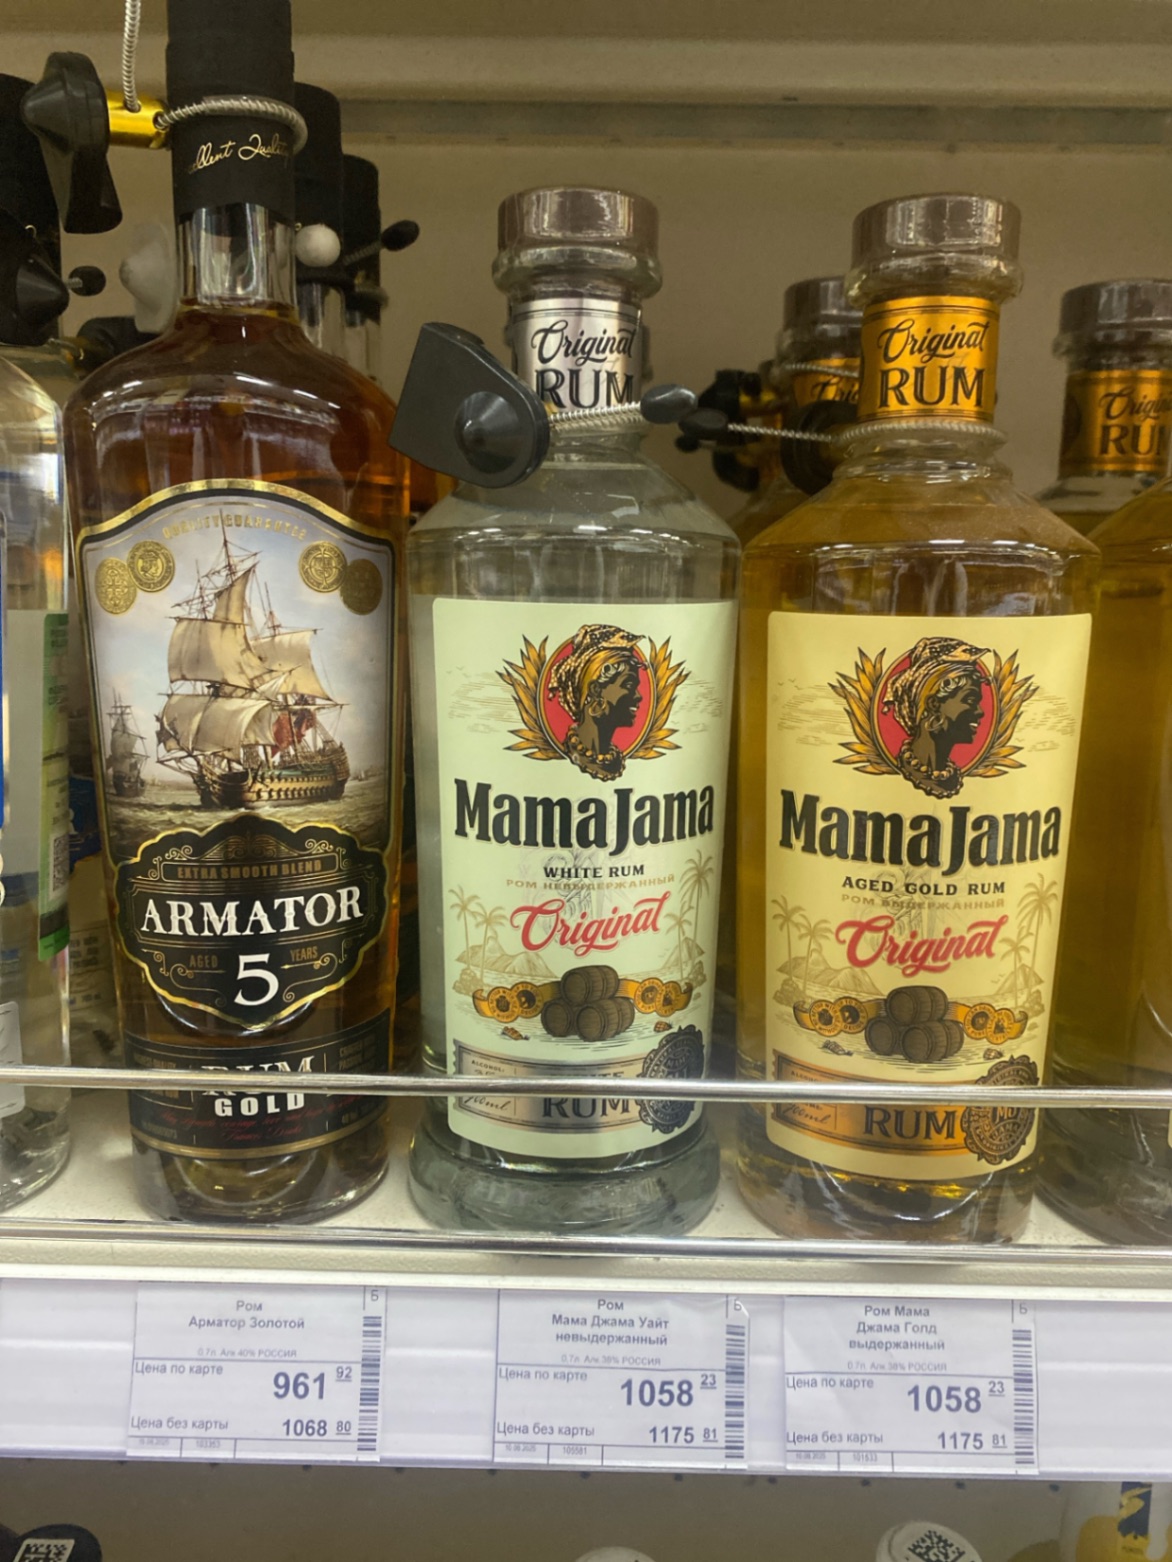 Original
RUM
Original
RUM
QUALITY GUARANTEE
EXTRA SMOOTH BLEND
ARMATOR
AGED
5
YEARS
RUM
GOLD
MamaJama
WHITE RUM
РОМ НЕВЫДЕРЖАННЫЙ
Original
RUM
MamaJama
AGED GOLD RUM
РОМ ВЫДЕРЖАННЫЙ
Original
RUM
Ром
Арматор Золотой
0.7л Алк 40% РОССИЯ
Цена по карте
961 92
Цена без карты
1068 80
Б
Ром
Мама Джама Уайт
невыдержанный
0.7л Алк 38% РОССИЯ
Цена по карте
1058 23
Цена без карты
1175 81
Б
Ром Мама
Джама Голд
выдержанный
0.7л Алк 38% РОССИЯ
Цена по карте
1058 23
Цена без карты
1175 81
Б